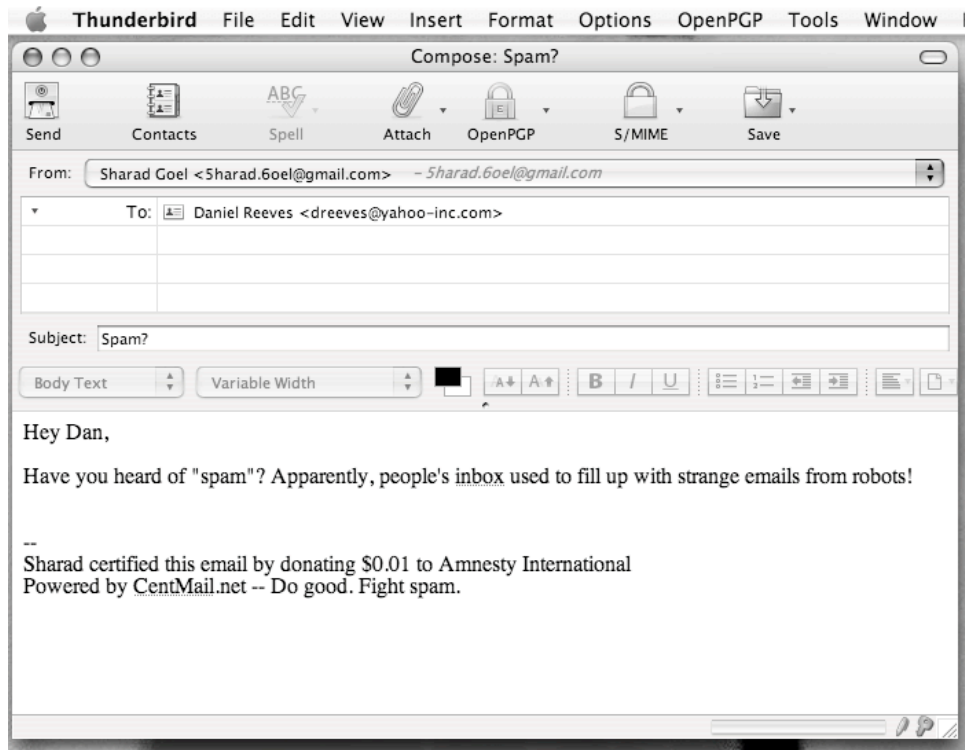 Thunderbird File Edit View Insert Format Options OpenPGP Tools Window
Compose: Spam?
ABC
E
Send Contacts Spell Attach OpenPGP S/MIME Save
From: Sharad Goel <5harad.6oel@gmail.com> – 5harad.6oel@gmail.com
To: Daniel Reeves <dreeves@yahoo-inc.com>
Subject: Spam?
Body Text Variable Width A A B I U
Hey Dan,
Have you heard of "spam"? Apparently, people's inbox used to fill up with strange emails from robots!
--
Sharad certified this email by donating $0.01 to Amnesty International
Powered by CentMail.net -- Do good. Fight spam.